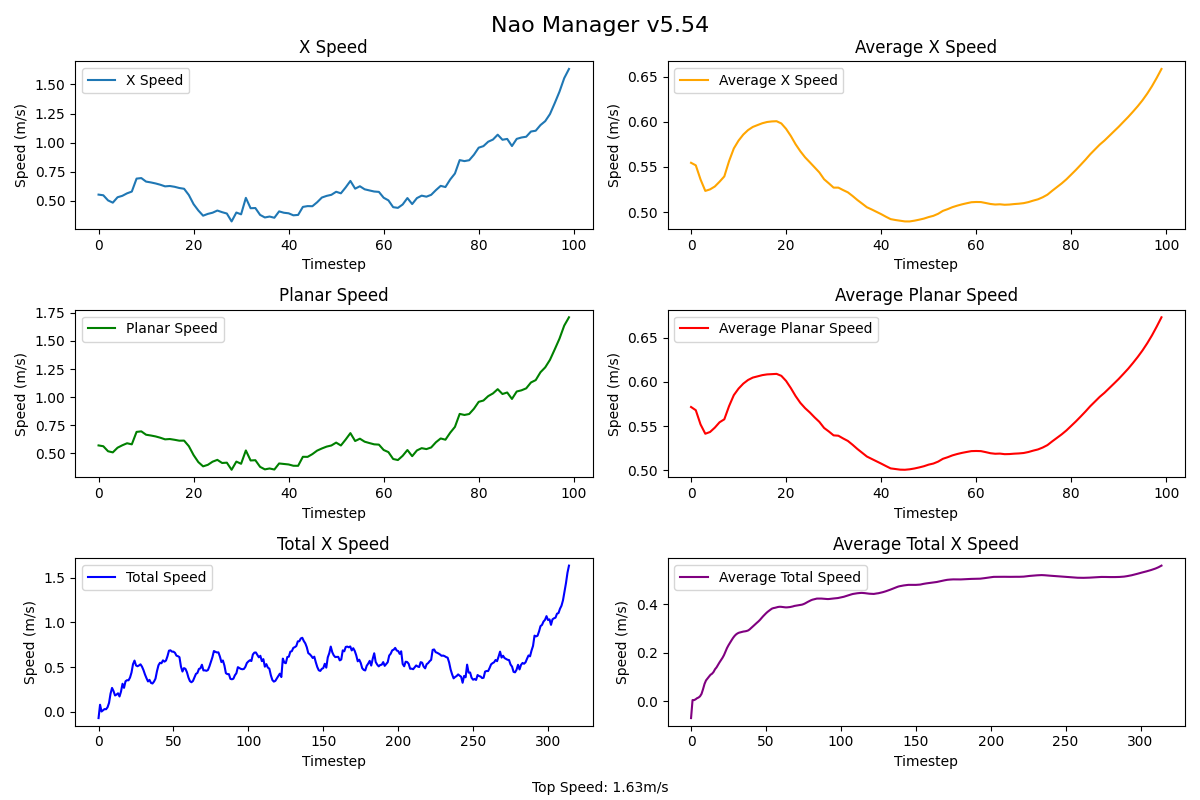 Nao Manager v5.54
X Speed
Average X Speed
X Speed
Average X Speed
Speed (m/s)
1.50
1.25
1.00
0.75
0.50
0 20 40 60 80 100
Timestep
Speed (m/s)
0.65
0.60
0.55
0.50
0 20 40 60 80 100
Timestep
Planar Speed
Average Planar Speed
Planar Speed
Average Planar Speed
Speed (m/s)
1.75
1.50
1.25
1.00
0.75
0.50
0 20 40 60 80 100
Timestep
Speed (m/s)
0.65
0.60
0.55
0.50
0 20 40 60 80 100
Timestep
Total X Speed
Average Total X Speed
Total Speed
Average Total Speed
Speed (m/s)
1.5
1.0
0.5
0.0
0 50 100 150 200 250 300
Timestep
Speed (m/s)
0.4
0.2
0.0
0 50 100 150 200 250 300
Timestep
Top Speed: 1.63m/s